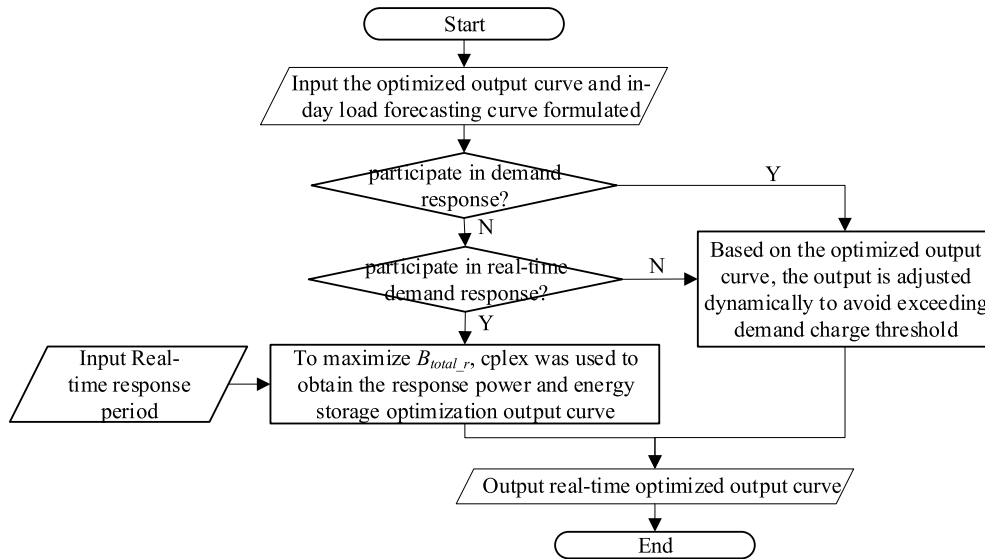 Start
Input the optimized output curve and in-
day load forecasting curve formulated
participate in demand
response?
Y
N
participate in real-time
demand response?
N
Y
Based on the optimized output
curve, the output is adjusted
dynamically to avoid exceeding
demand charge threshold
Input Real-
time response
period
To maximize B_total_r, cplex was used to
obtain the response power and energy
storage optimization output curve
Output real-time optimized output curve
End